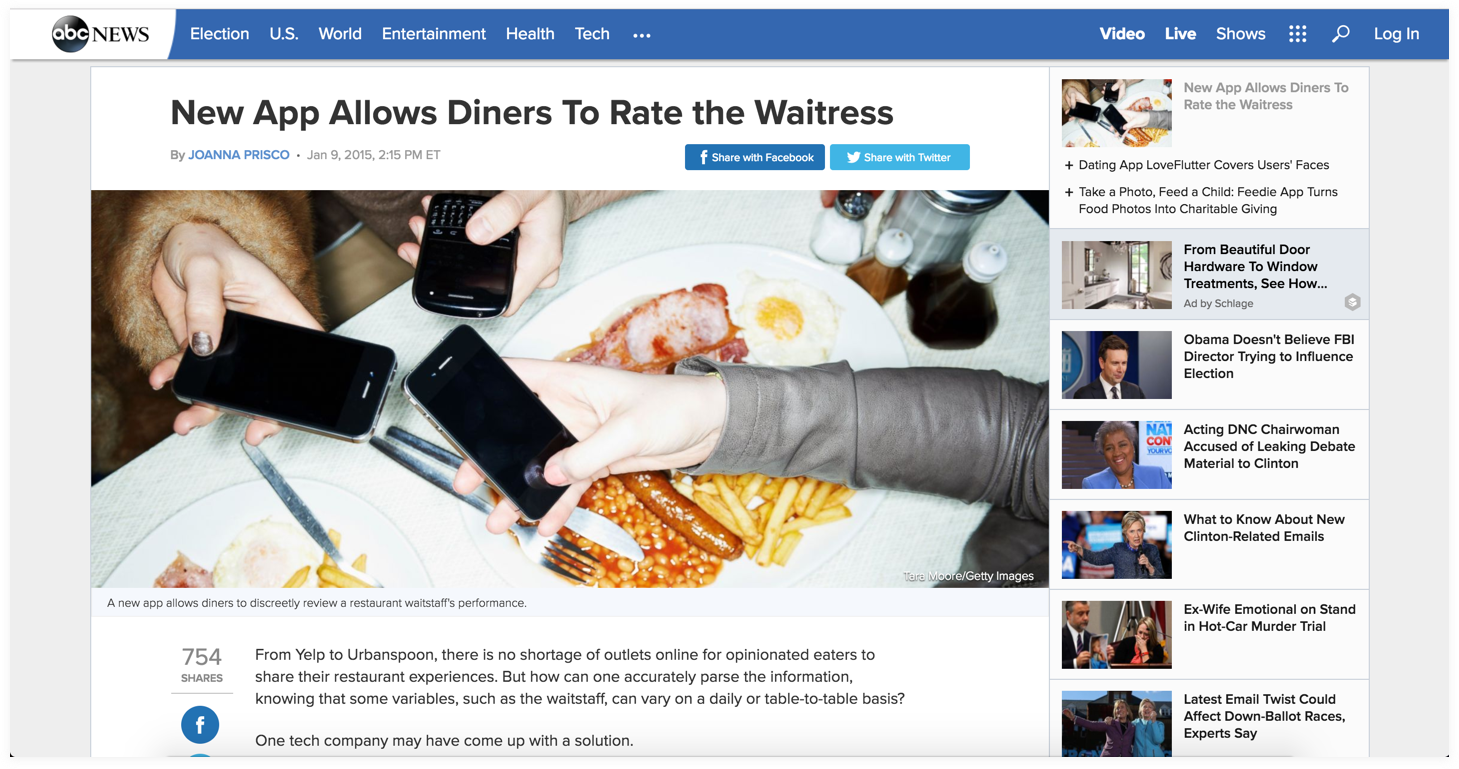 abc NEWS
Election U.S. World Entertainment Health Tech ...
Video Live Shows Log In
New App Allows Diners To Rate the Waitress
By JOANNA PRISCO • Jan 9, 2015, 2:15 PM ET
Share with Facebook
Share with Twitter
Tara Moore/Getty Images
A new app allows diners to discreetly review a restaurant waitstaff's performance.
754
SHARES
From Yelp to Urbanspoon, there is no shortage of outlets online for opinionated eaters to
share their restaurant experiences. But how can one accurately parse the information,
knowing that some variables, such as the waitstaff, can vary on a daily or table-to-table basis?
One tech company may have come up with a solution.
New App Allows Diners To
Rate the Waitress
+ Dating App LoveFlutter Covers Users' Faces
+ Take a Photo, Feed a Child: Feedie App Turns
Food Photos Into Charitable Giving
From Beautiful Door
Hardware To Window
Treatments, See How...
Ad by Schlage
Obama Doesn't Believe FBI
Director Trying to Influence
Election
NAT
CON
YOUR VC
Acting DNC Chairwoman
Accused of Leaking Debate
Material to Clinton
What to Know About New
Clinton-Related Emails
Ex-Wife Emotional on Stand
in Hot-Car Murder Trial
Latest Email Twist Could
Affect Down-Ballot Races,
Experts Say